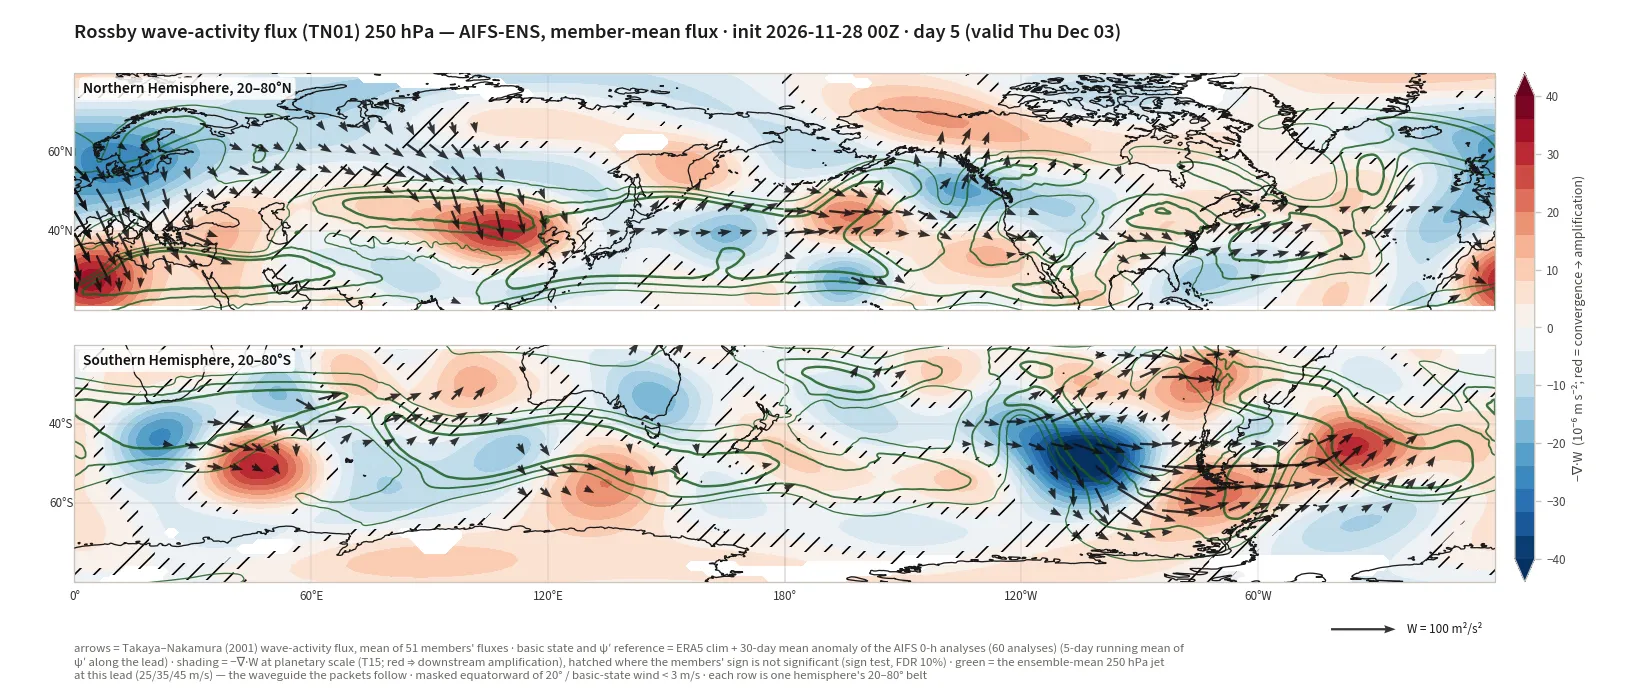 Rossby wave-activity flux (TN01) 250 hPa — AIFS-ENS, member-mean flux · init 2026-11-28 00Z · day 5 (valid Thu Dec 03)
Northern Hemisphere, 20–80°N
60°N
40°N
Southern Hemisphere, 20–80°S
40°S
60°S
0°
60°E
120°E
180°
120°W
60°W
40
30
20
10
0
−10
−20
−30
−40
−∇·W (10⁻⁶ m s⁻²; red = convergence → amplification)
W = 100 m²/s²
arrows = Takaya–Nakamura (2001) wave-activity flux, mean of 51 members' fluxes · basic state and ψ' reference = ERA5 clim + 30-day mean anomaly of the AIFS 0-h analyses (60 analyses) (5-day running mean of
ψ' along the lead) · shading = −∇·W at planetary scale (T15; red ⇒ downstream amplification), hatched where the members' sign is not significant (sign test, FDR 10%) · green = the ensemble-mean 250 hPa jet
at this lead (25/35/45 m/s) — the waveguide the packets follow · masked equatorward of 20° / basic-state wind < 3 m/s · each row is one hemisphere's 20–80° belt